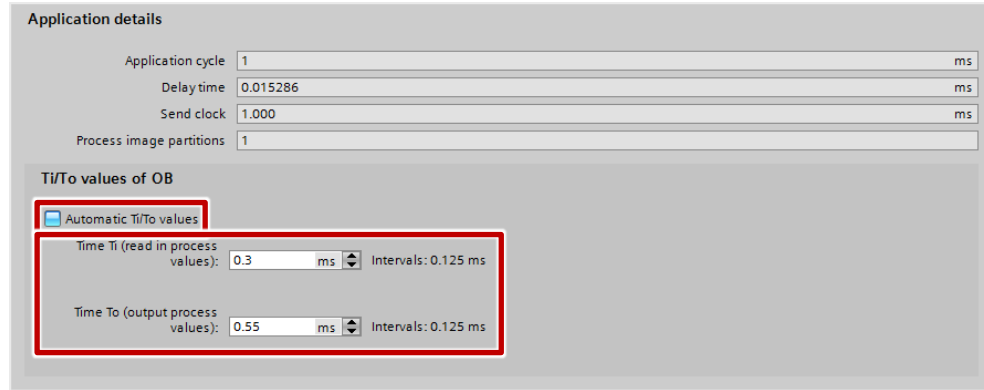 Application details
Application cycle 1 ms
Delay time 0.015286 ms
Send clock 1.000 ms
Process image partitions 1
Ti/To values of OB
Automatic Ti/To values
Time Ti (read in process
values): 0.3 ms Intervals: 0.125 ms
Time To (output process
values): 0.55 ms Intervals: 0.125 ms